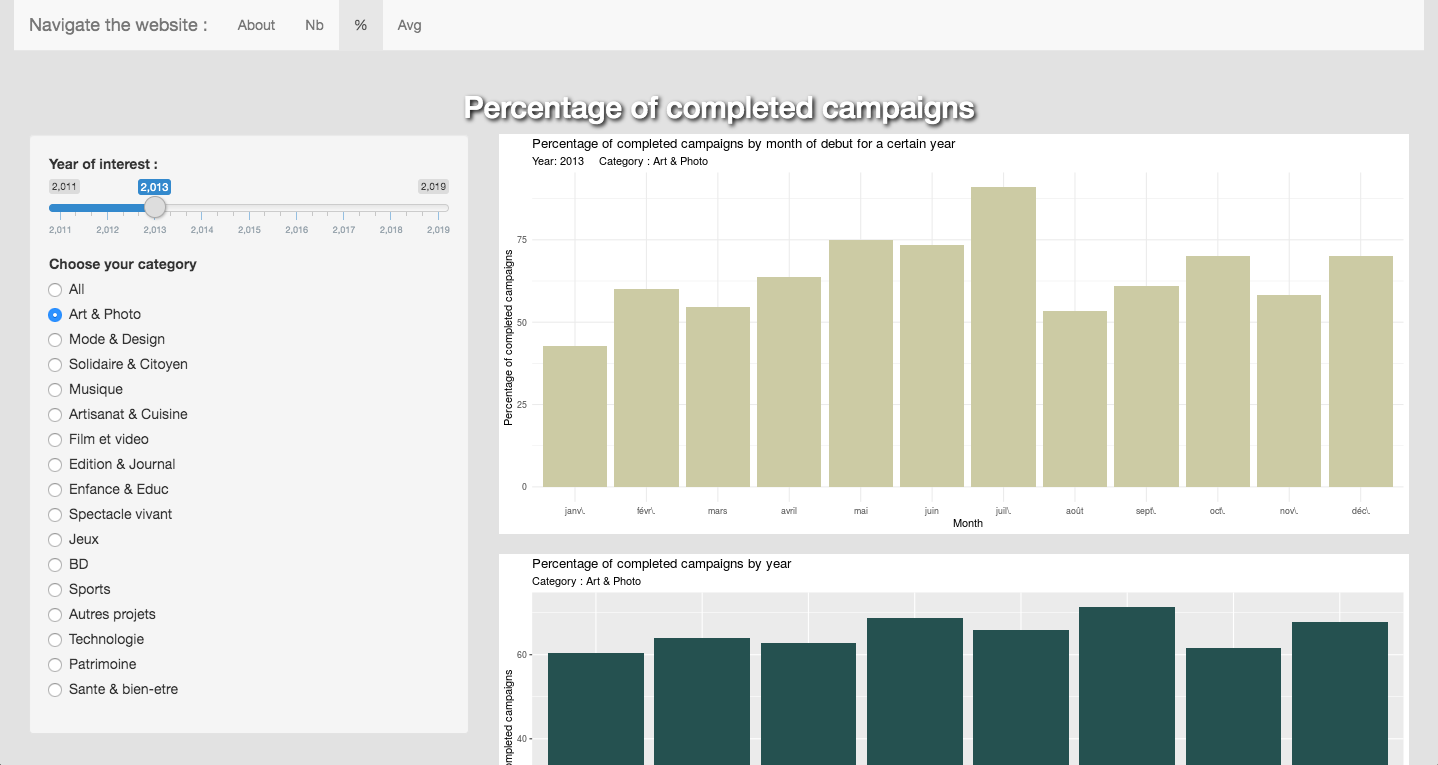 Navigate the website : About Nb % Avg
Percentage of completed campaigns
Year of interest :
2,011 2,013 2,019
2,011 2,012 2,013 2,014 2,015 2,016 2,017 2,018 2,019
Choose your category
All
Art & Photo
Mode & Design
Solidaire & Citoyen
Musique
Artisanat & Cuisine
Film et video
Edition & Journal
Enfance & Educ
Spectacle vivant
Jeux
BD
Sports
Autres projets
Technologie
Patrimoine
Sante & bien-etre
Percentage of completed campaigns by month of debut for a certain year
Year: 2013 Category : Art & Photo
Percentage of completed campaigns
75
50
25
0
janv\. févr\. mars avril mai juin juil\. août sept\. oct\. nov\. déc\.
Month
Percentage of completed campaigns by year
Category : Art & Photo
60
40
ompleted campaigns